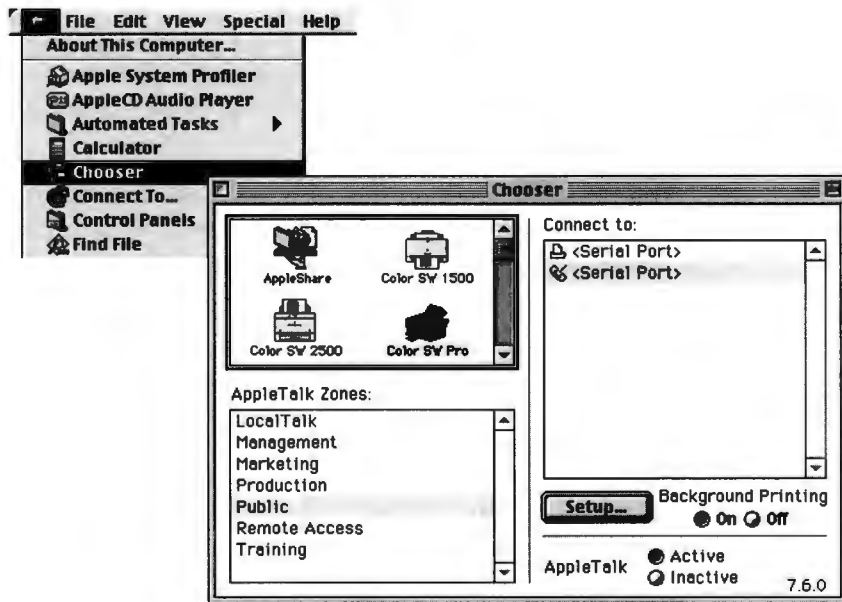 File Edit View Special Help
About This Computer...
Apple System Profiler
AppleCD Audio Player
Automated Tasks
Calculator
Chooser
Connect To...
Control Panels
Find File
Chooser
AppleShare
Color SW 1500
Color SW 2500
Color SW Pro
AppleTalk Zones:
LocalTalk
Management
Marketing
Production
Public
Remote Access
Training
Connect to:
<Serial Port>
<Serial Port>
Setup...
Background Printing
On Off
AppleTalk
Active
Inactive
7.6.0